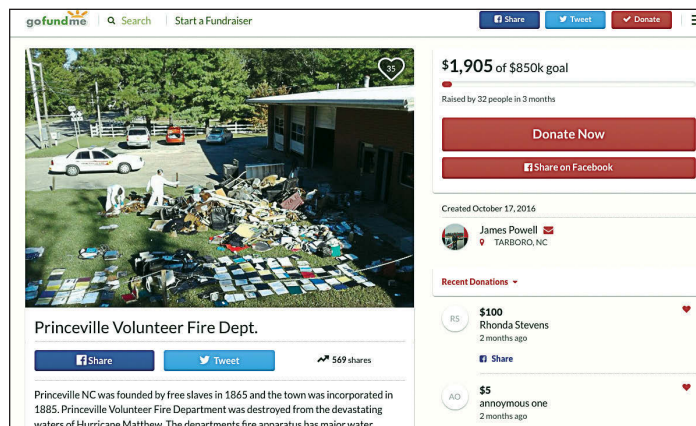 gofundme
Search
Start a Fundraiser
Share
Tweet
Donate
35
$1,905 of $850k goal
Raised by 32 people in 3 months
Donate Now
Share on Facebook
Created October 17, 2016
James Powell
TARBORO, NC
Recent Donations
RS
$100
Rhonda Stevens
2 months ago
Share
AO
$5
annoymous one
2 months ago
Princeville Volunteer Fire Dept.
Share
Tweet
569 shares
Princeville NC was founded by free slaves in 1865 and the town was incorporated in
1885. Princeville Volunteer Fire Department was destroyed from the devastating
waters of Hurricane Matthew. The departments fire apparatus has major water